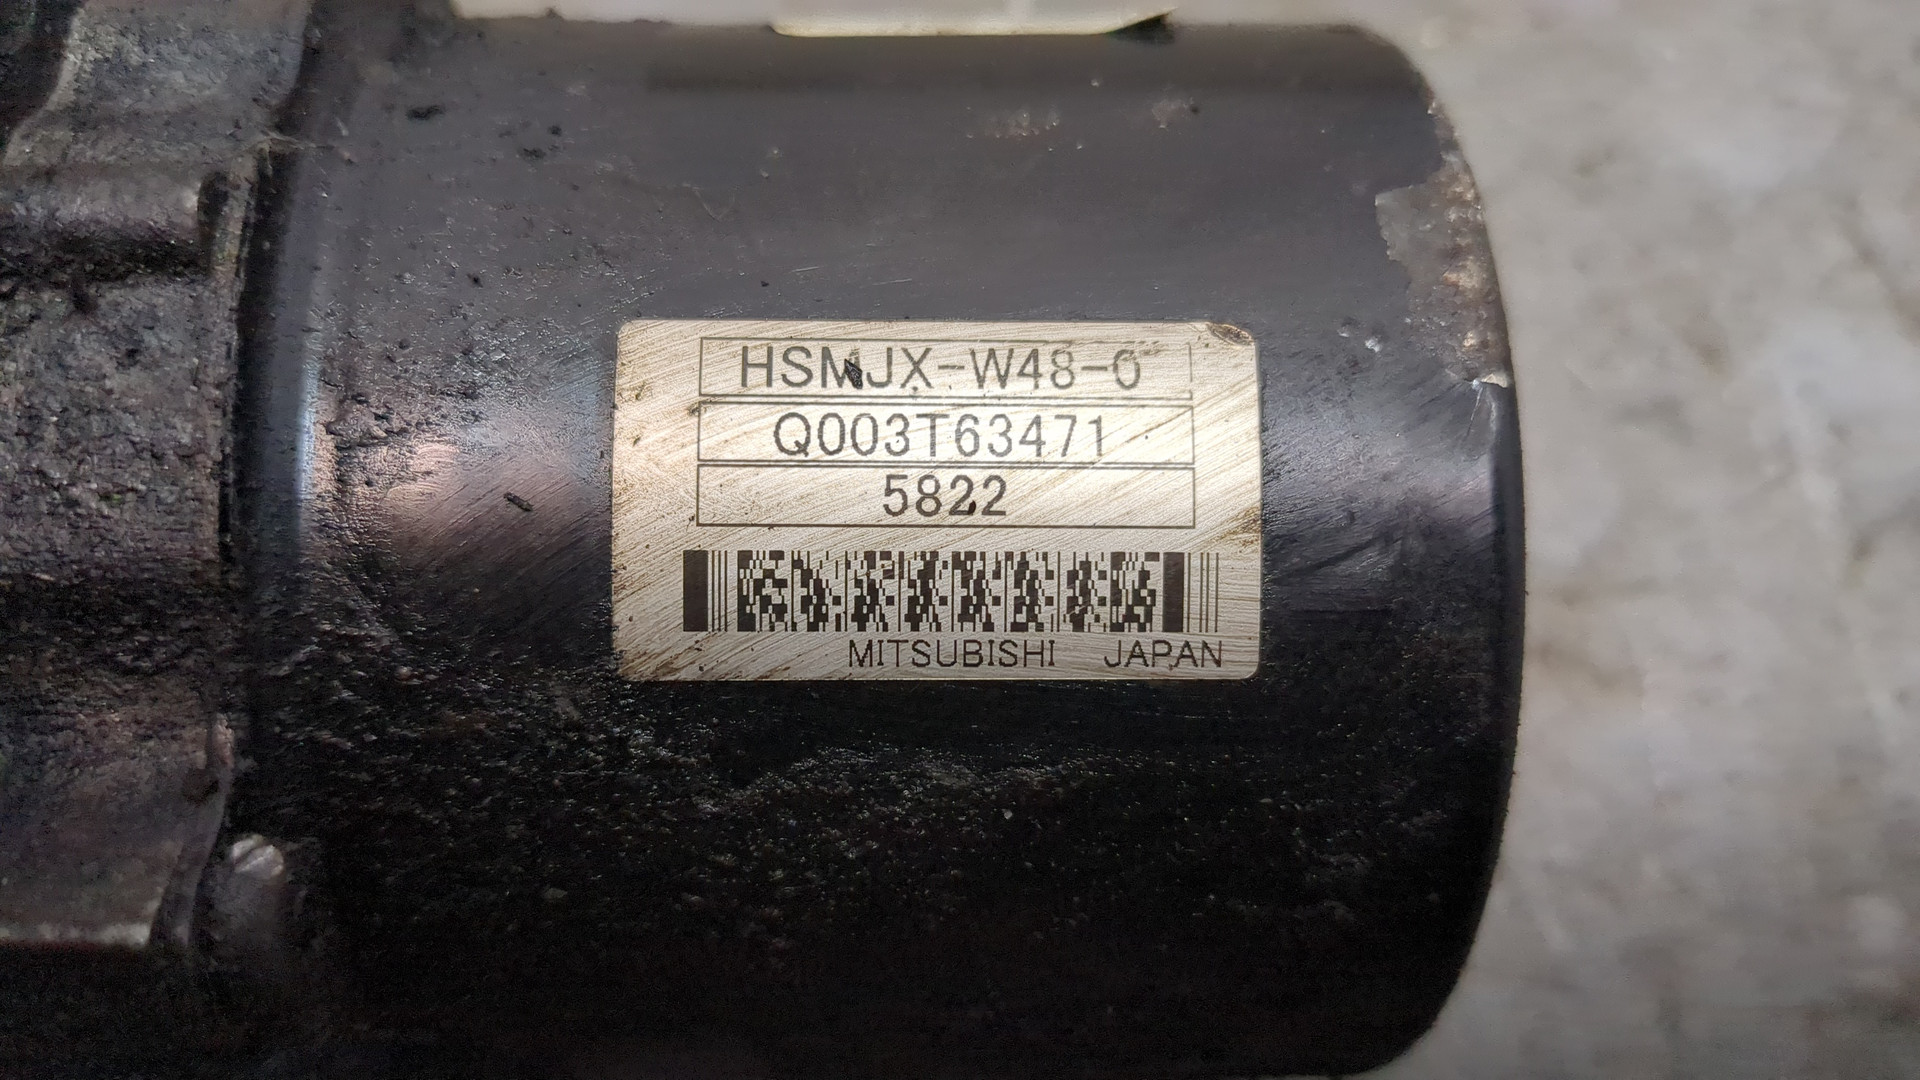 HSMJX-W48-0
Q003T63471
5822
MITSUBISHI JAPAN